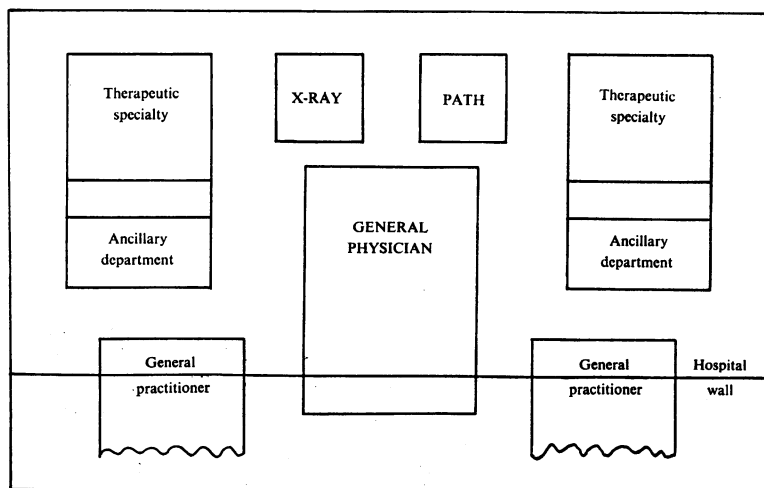 Therapeutic
specialty
X-RAY
PATH
Therapeutic
specialty
GENERAL
PHYSICIAN
Ancillary
department
Ancillary
department
General
practitioner
General
practitioner
Hospital
wall